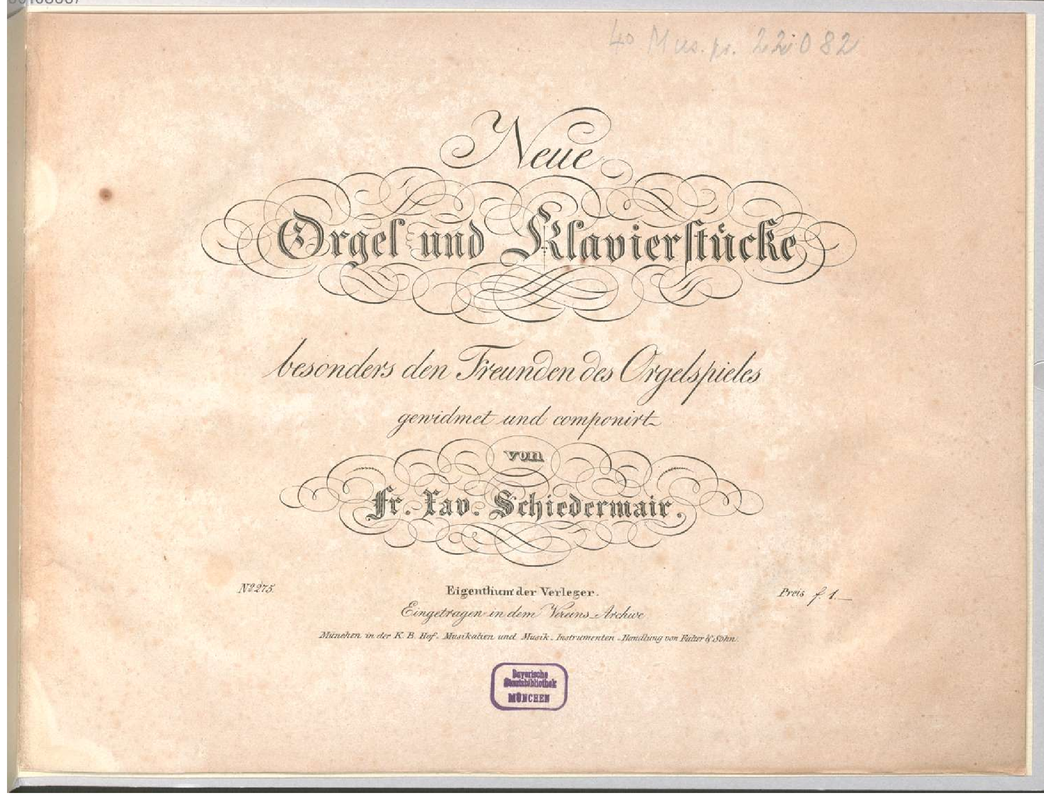 4° Mus. pr. 22082
Neue
Orgel und Klavierstücke
besonders den Freunden des Orgelspieles
gewidmet und componirt
von
Fr. Xav. Schiedermair.
No 275.
Eigenthum der Verleger.
Preis f. 1._
Eingetragen in dem Vereins-Archive
München in der K. B. Hof- Musikalien und Musik-Instrumenten-Handlung von Falter & Sohn.
Bayerische
Staatsbibliothek
MÜNCHEN